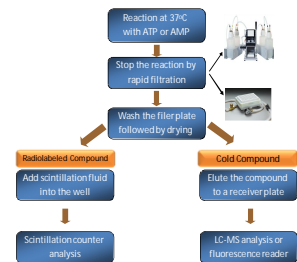 Reaction at 37ºC
with ATP or AMP
Stop the reaction by
rapid filtration
Wash the filer plate
followed by drying
Radiolabeled Compound
Cold Compound
Add scintillation fluid
into the well
Elute the compound
to a receiver plate
Scintillation counter
analysis
LC-MS analysis or
fluorescence reader